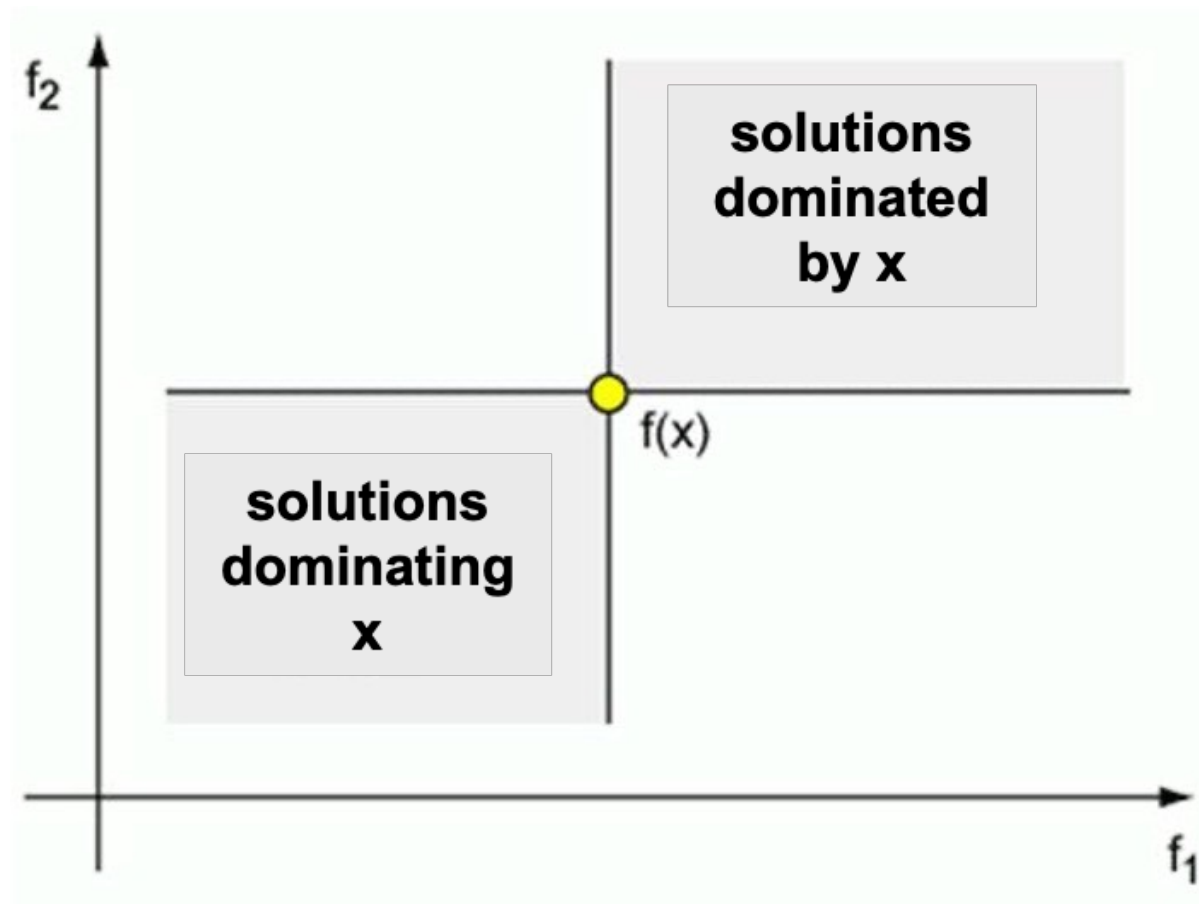 f2
solutions
dominated
by x
f(x)
solutions
dominating
x
f1